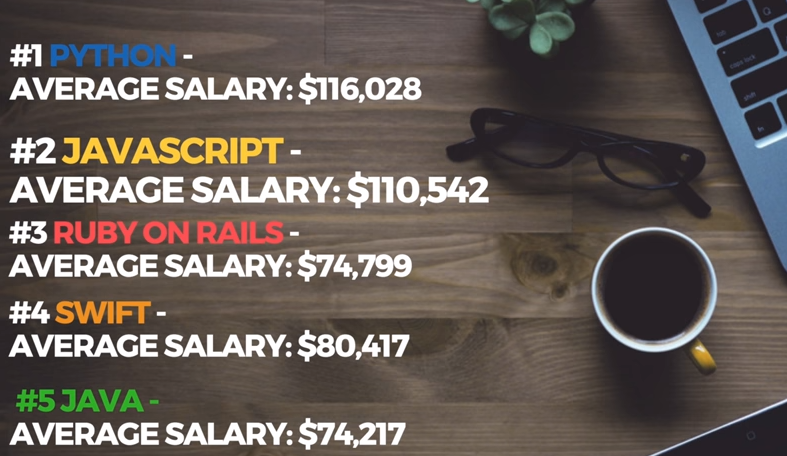 #1 PYTHON -
AVERAGE SALARY: $116,028
#2 JAVASCRIPT -
AVERAGE SALARY: $110,542
#3 RUBY ON RAILS -
AVERAGE SALARY: $74,799
#4 SWIFT -
AVERAGE SALARY: $80,417
#5 JAVA -
AVERAGE SALARY: $74,217